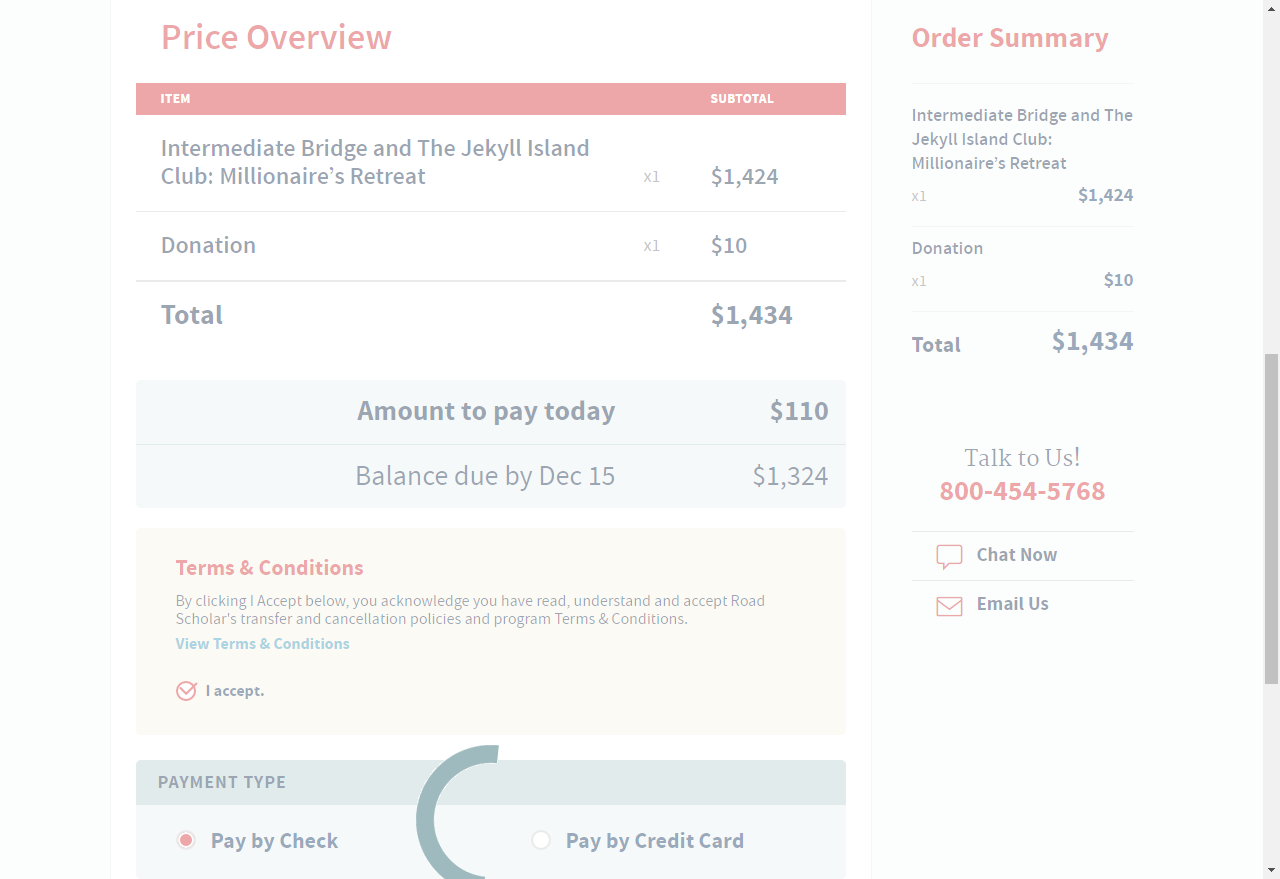 Price Overview
ITEM SUBTOTAL
Intermediate Bridge and The Jekyll Island
Club: Millionaire’s Retreat x1 $1,424
Donation x1 $10
Total $1,434
Amount to pay today $110
Balance due by Dec 15 $1,324
Terms & Conditions
By clicking I Accept below, you acknowledge you have read, understand and accept Road
Scholar's transfer and cancellation policies and program Terms & Conditions.
View Terms & Conditions
I accept.
PAYMENT TYPE
Pay by Check Pay by Credit Card
Order Summary
Intermediate Bridge and The
Jekyll Island Club:
Millionaire’s Retreat
x1 $1,424
Donation
x1 $10
Total $1,434
Talk to Us!
800-454-5768
Chat Now
Email Us